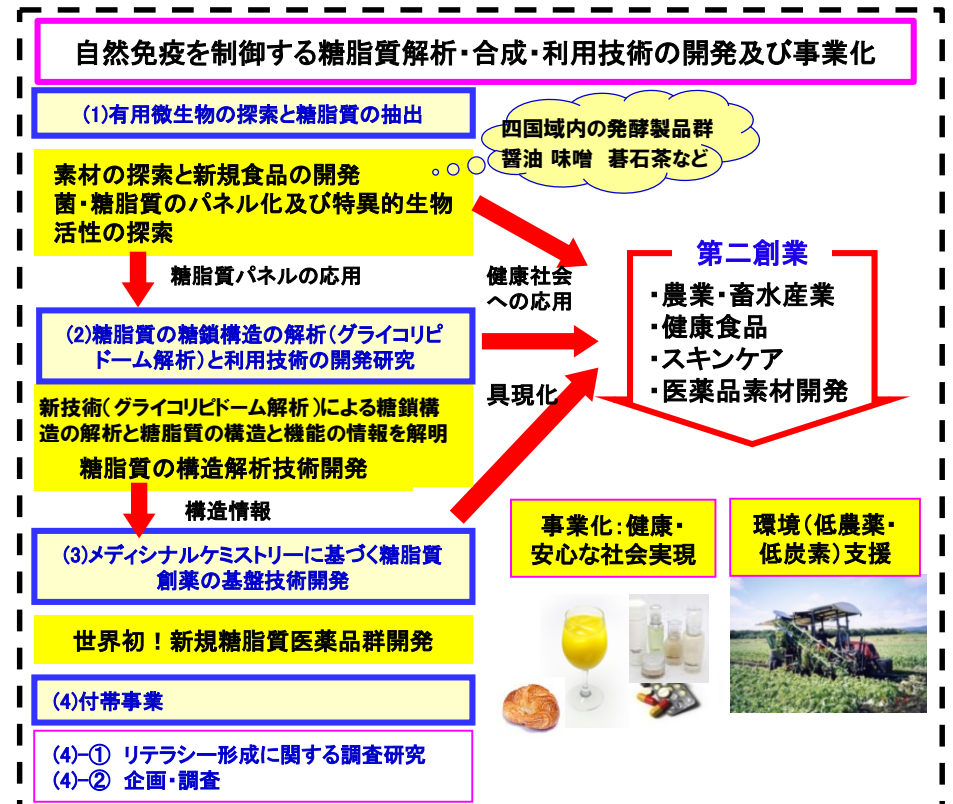 自然免疫を制御する糖脂質解析・合成・利用技術の開発及び事業化
(1)有用微生物の探索と糖脂質の抽出
四国域内の発酵製品群
醤油 味噌 碁石茶など
素材の探索と新規食品の開発
菌・糖脂質のパネル化及び特異的生物
活性の探索
糖脂質パネルの応用
健康社会
への応用
第二創業
・農業・畜水産業
・健康食品
・スキンケア
・医薬品素材開発
(2)糖脂質の糖鎖構造の解析(グライコリピ
ドーム解析)と利用技術の開発研究
具現化
新技術(グライコリピドーム解析)による糖鎖構
造の解析と糖脂質の構造と機能の情報を解明
糖脂質の構造解析技術開発
構造情報
(3)メディシナルケミストリーに基づく糖脂質
創薬の基盤技術開発
事業化：健康・
安心な社会実現
環境(低農薬・
低炭素)支援
世界初！新規糖脂質医薬品群開発
(4)付帯事業
(4)-① リテラシー形成に関する調査研究
(4)-② 企画・調査